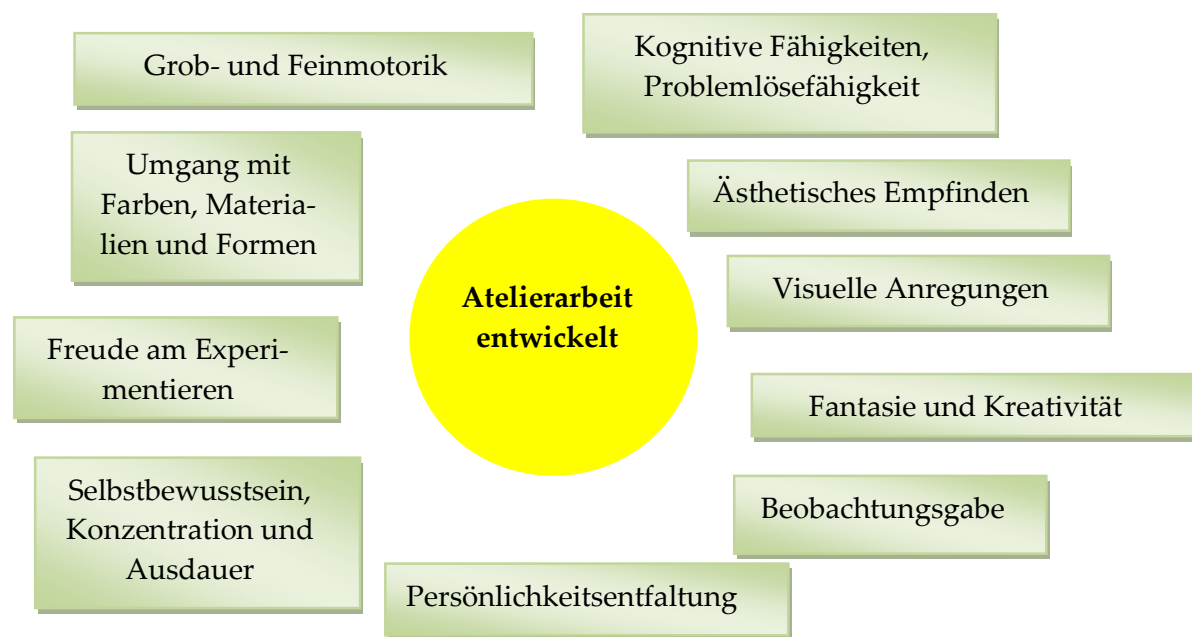 Grob- und Feinmotorik
Kognitive Fähigkeiten,
Problemlösefähigkeit
Umgang mit
Farben, Materia-
lien und Formen
Ästhetisches Empfinden
Atelierarbeit
entwickelt
Visuelle Anregungen
Freude am Experi-
mentieren
Fantasie und Kreativität
Selbstbewusstsein,
Konzentration und
Ausdauer
Beobachtungsgabe
Persönlichkeitsentfaltung